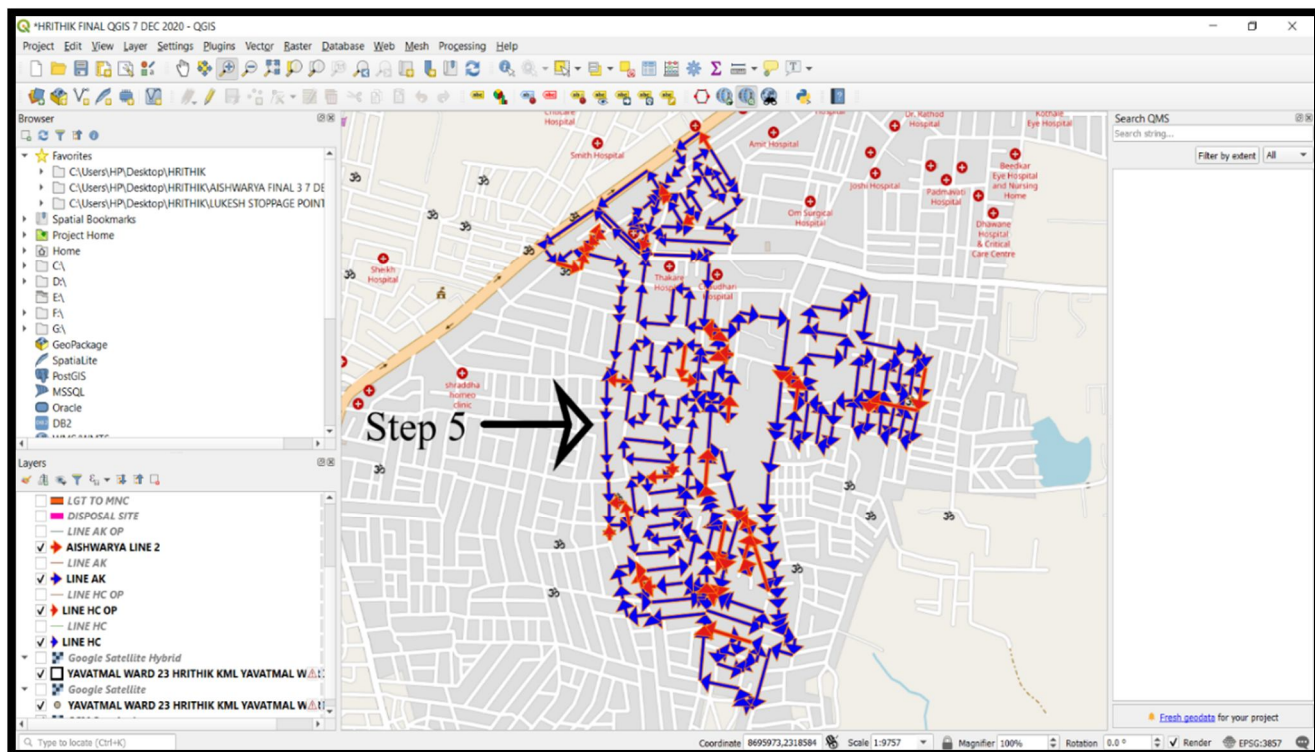 *HRITHIK FINAL QGIS 7 DEC 2020 - QGIS
Project Edit View Layer Settings Plugins Vector Raster Database Web Mesh Processing Help
Browser
Favorites
C:\Users\HP\Desktop\HRITHIK
C:\Users\HP\Desktop\HRITHIK\AISHWARYA FINAL 3 7 DE
C:\Users\HP\Desktop\HRITHIK\LUKESH STOPPAGE POINT
Spatial Bookmarks
Project Home
Home
C:\
D:\
E:\
F:\
G:\
GeoPackage
SpatiaLite
PostGIS
MSSQL
Oracle
DB2
Layers
LGT TO MNC
DISPOSAL SITE
LINE AK OP
AISHWARYA LINE 2
LINE AK
LINE AK
LINE HC OP
LINE HC OP
LINE HC
LINE HC
Google Satellite Hybrid
YAVATMAL WARD 23 HRITHIK KML YAVATMAL W
Google Satellite
YAVATMAL WARD 23 HRITHIK KML YAVATMAL W
Hospital
Smith Hospital
Amit Hospital
Dr. Rathod
Hospital
Kothale
Eye Hospital
Joshi Hospital
Padmavati
Hospital
Beedkar
Eye Hospital
and Nursing
Home
Om Surgical
Hospital
Dhawane
Hospital
& Critical
Care Centre
Sheikh
Hospital
Thakare
Hospital
shraddha
homeo
clinic
ॐ
ॐ
ॐ
ॐ
ॐ
ॐ
ॐ
ॐ
ॐ
ॐ
ॐ
Step 5
Search QMS
Search string...
Filter by extent All
Fresh geodata for your project
Type to locate (Ctrl+K)
Coordinate 8695973,2318584 Scale 1:9757 Magnifier 100% Rotation 0.0 ° Render EPSG:3857